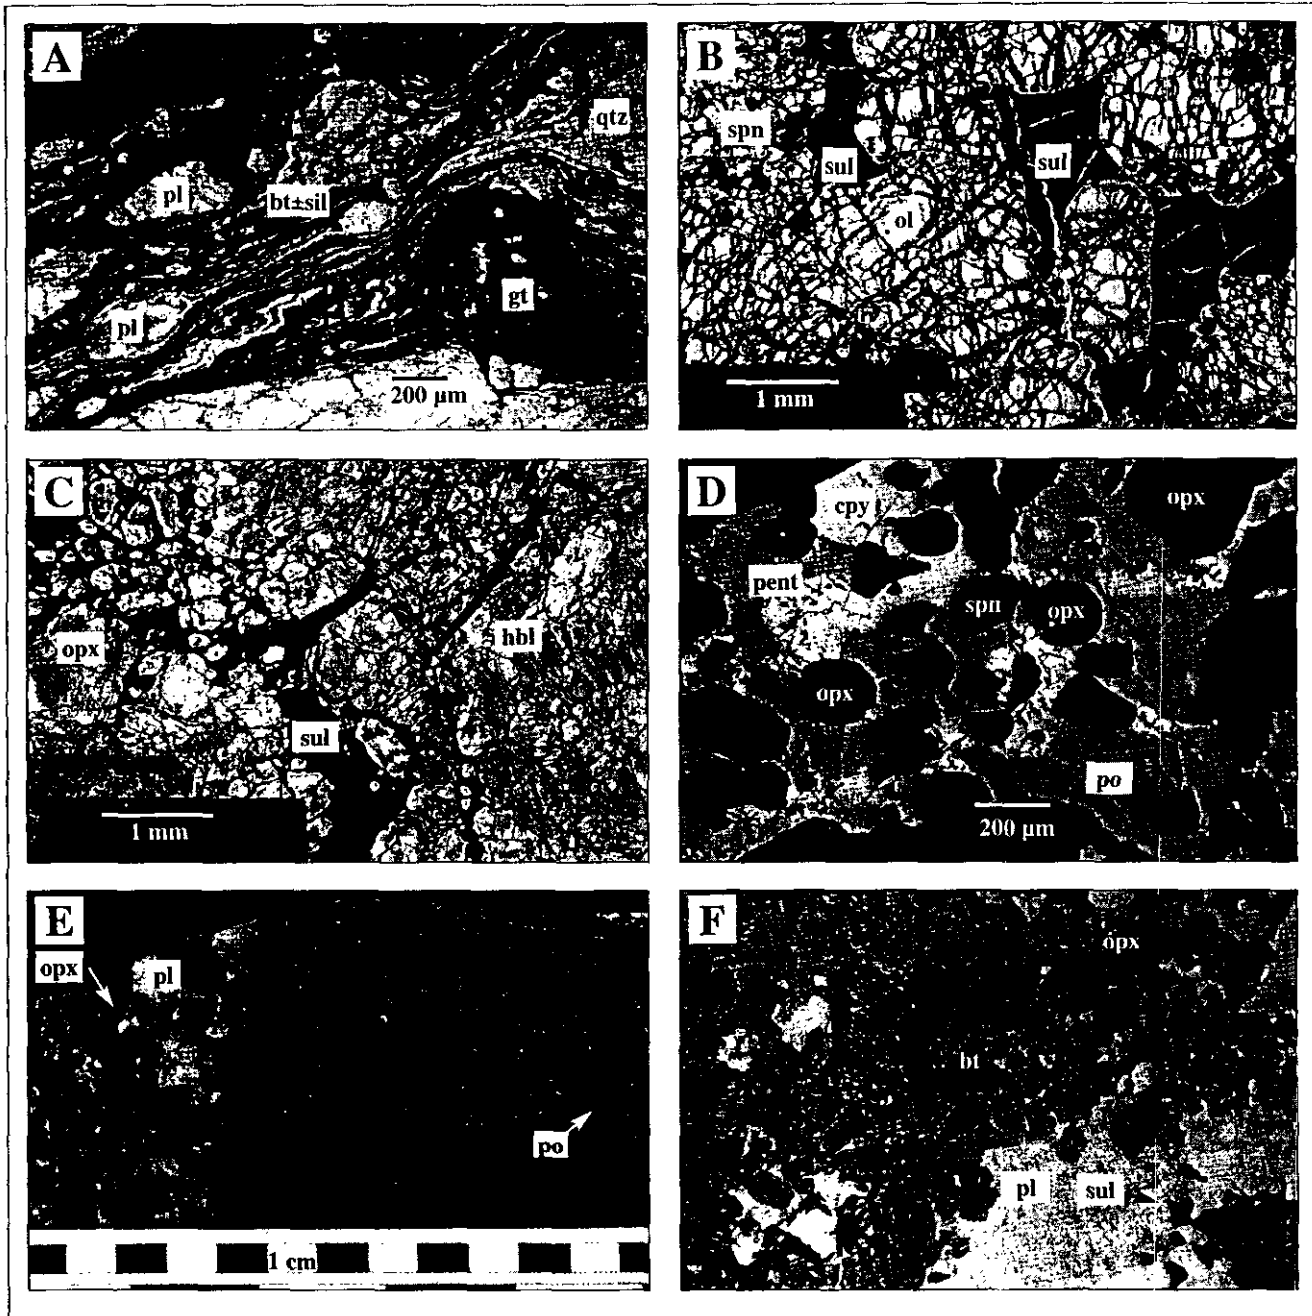 A
qtz
pl
bt±sil
gt
pl
200 µm
B
spn
sul
sul
ol
1 mm
C
opx
hbl
sul
1 mm
D
cpy
opx
pent
spn
opx
opx
po
200 µm
E
opx
pl
po
1 cm
F
opx
bt
pl
sul